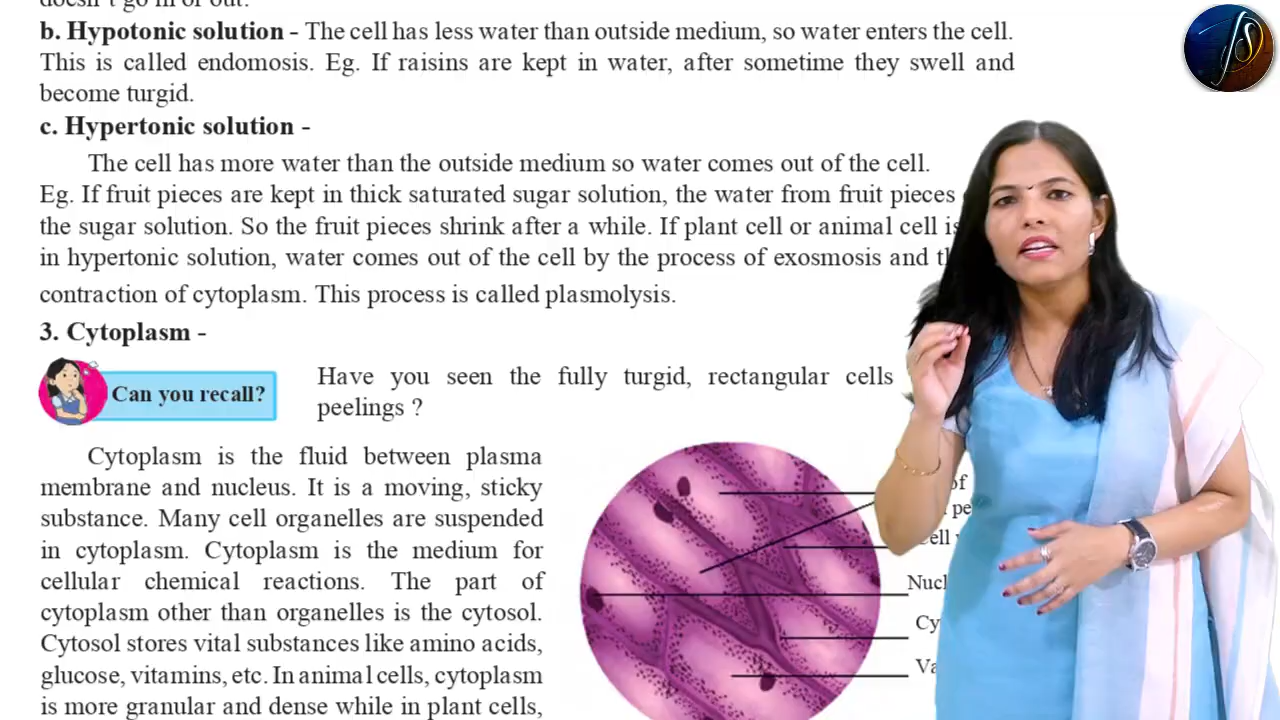 doesn't go in or out.
b. Hypotonic solution - The cell has less water than outside medium, so water enters the cell.
This is called endomosis. Eg. If raisins are kept in water, after sometime they swell and
become turgid.
c. Hypertonic solution -
The cell has more water than the outside medium so water comes out of the cell.
Eg. If fruit pieces are kept in thick saturated sugar solution, the water from fruit pieces
the sugar solution. So the fruit pieces shrink after a while. If plant cell or animal cell is
in hypertonic solution, water comes out of the cell by the process of exosmosis and
contraction of cytoplasm. This process is called plasmolysis.
3. Cytoplasm -
Can you recall?
Have you seen the fully turgid, rectangular cells
peelings ?
Cytoplasm is the fluid between plasma
membrane and nucleus. It is a moving, sticky
substance. Many cell organelles are suspended
in cytoplasm. Cytoplasm is the medium for
cellular chemical reactions. The part of
cytoplasm other than organelles is the cytosol.
Cytosol stores vital substances like amino acids,
glucose, vitamins, etc. In animal cells, cytoplasm
is more granular and dense while in plant cells,
of